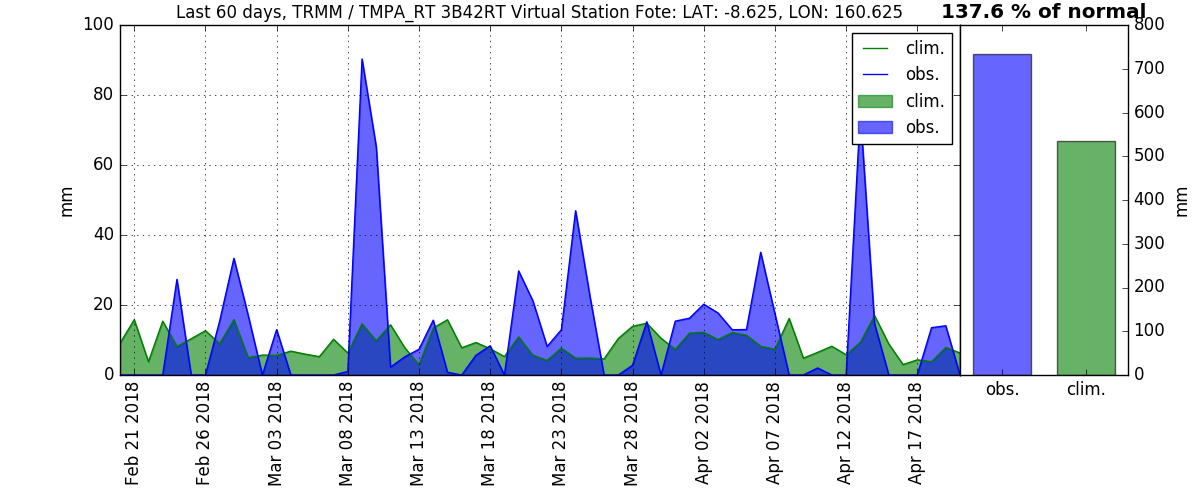 Last 60 days, TRMM / TMPA_RT 3B42RT Virtual Station Fote: LAT: -8.625, LON: 160.625
137.6 % of normal
100
80
60
40
20
0
mm
clim.
obs.
clim.
obs.
800
700
600
500
400
300
200
100
0
mm
obs.
clim.
Feb 21 2018
Feb 26 2018
Mar 03 2018
Mar 08 2018
Mar 13 2018
Mar 18 2018
Mar 23 2018
Mar 28 2018
Apr 02 2018
Apr 07 2018
Apr 12 2018
Apr 17 2018